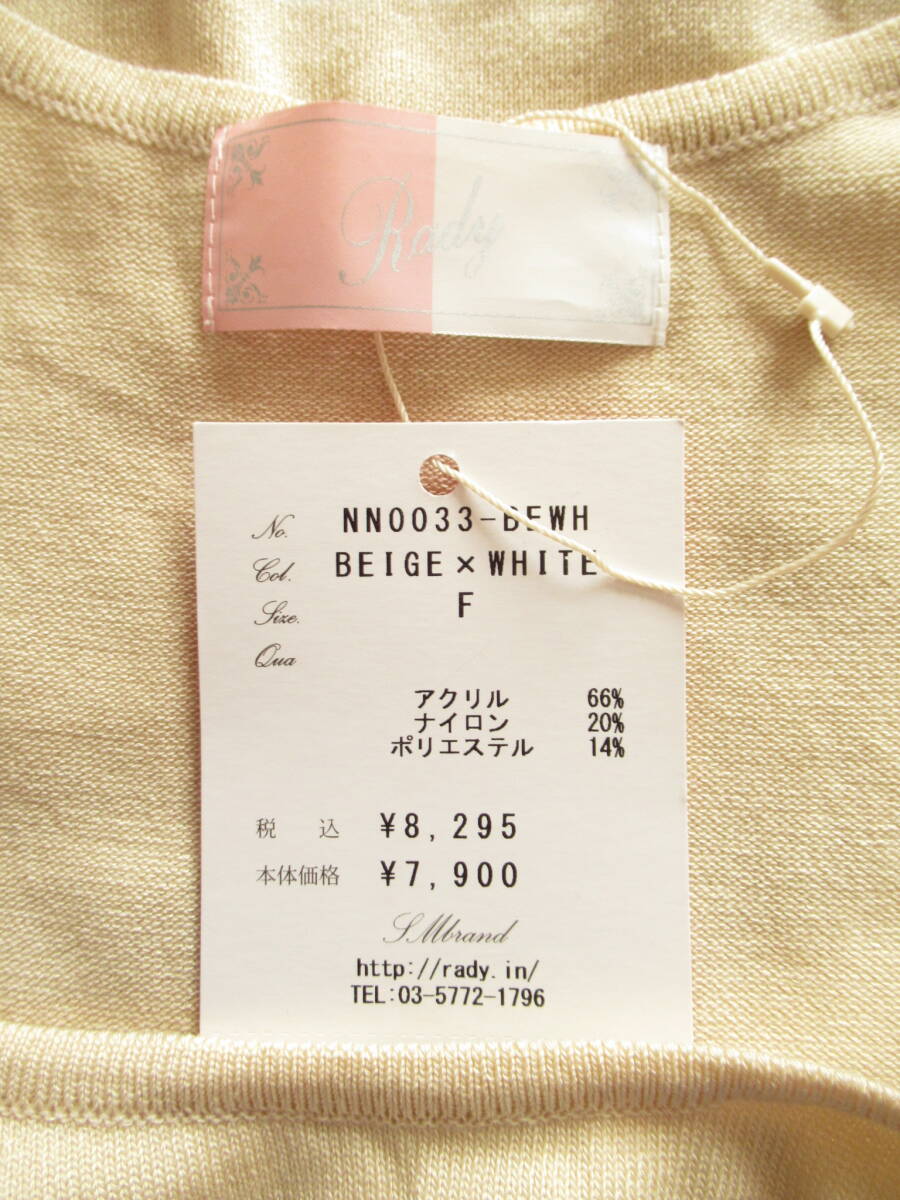 Rady
No. NN0033-BEWH
Col. BEIGE×WHITE
Size. F
Qua
アクリル 66%
ナイロン 20%
ポリエステル 14%
税 込 ¥8,295
本体価格 ¥7,900
SMbrand
http://rady.in/
TEL:03-5772-1796